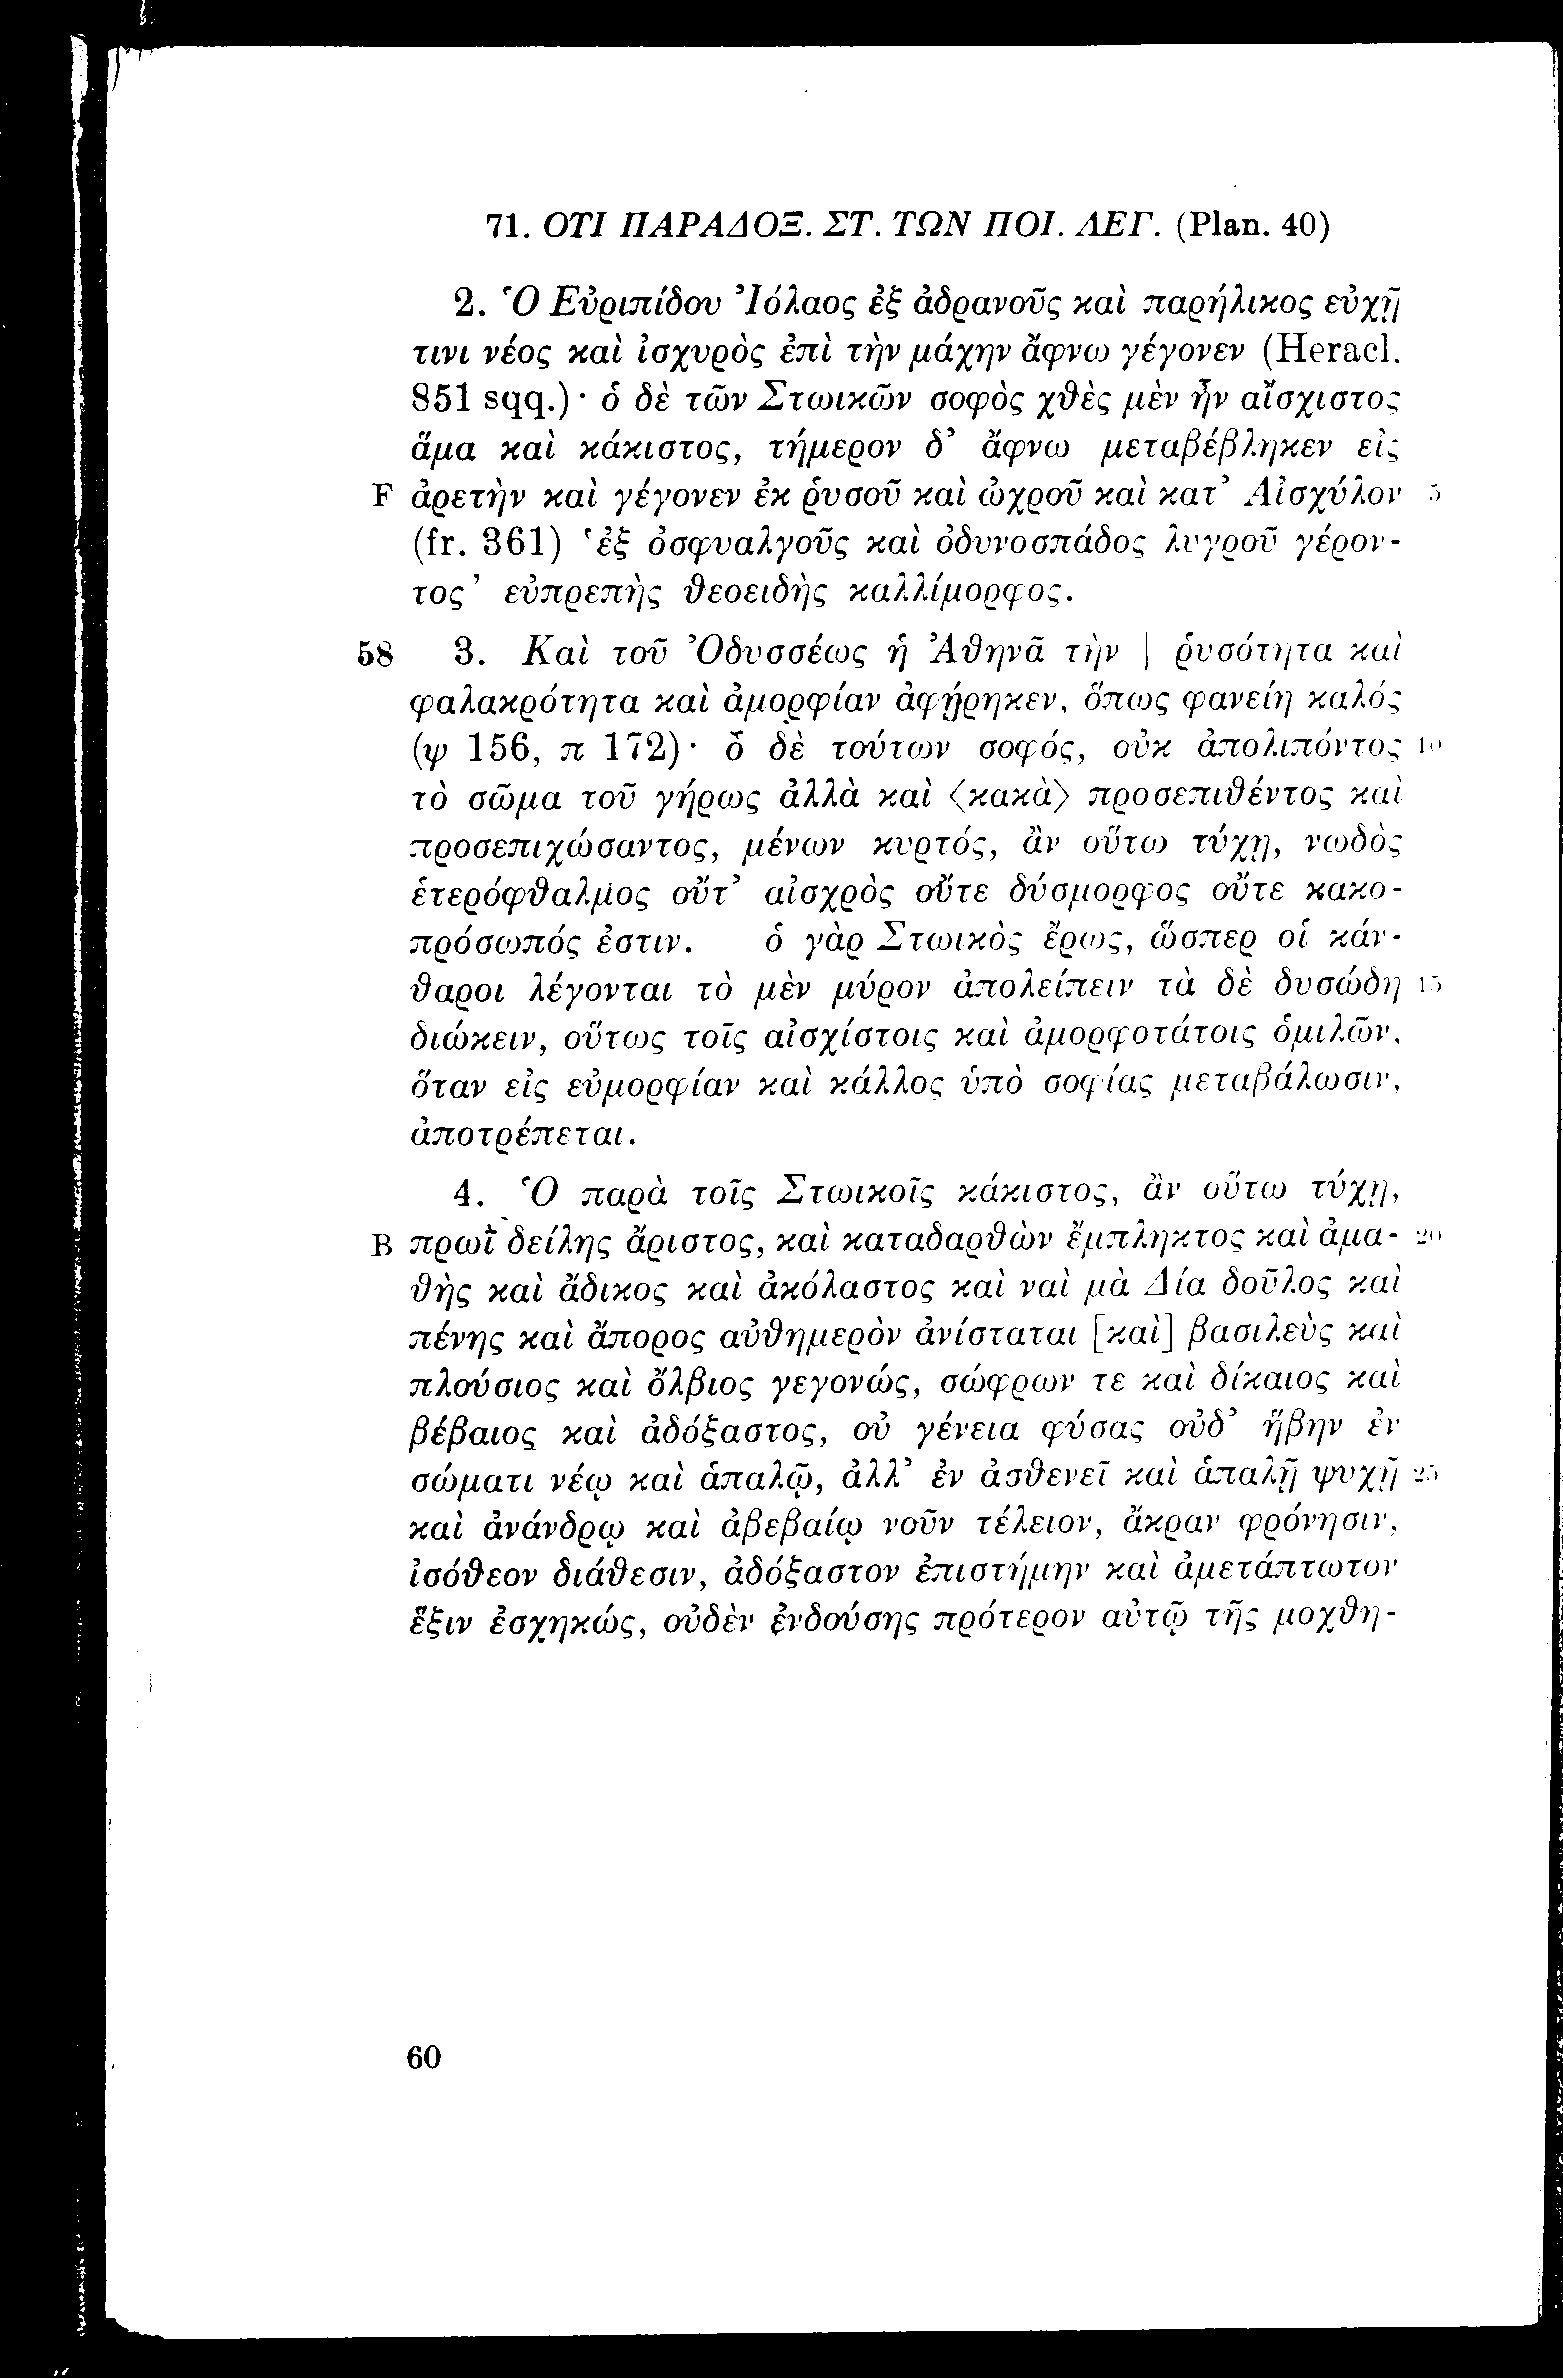 71. ΟΤΙ ΠΑΡΑΔΟΞ. ΣΤ. ΤΩΝ ΠΟΙ. ΛΕΓ. (Plan. 40)
2. Ὁ Εὐριπίδου Ἰόλαος ἐξ ἀδρανοῦς καὶ παρήλικος εὐχῇ
τινι νέος καὶ ἰσχυρὸς ἐπὶ τὴν μάχην ἄφνω γέγονεν (Heracl.
851 sqq.)· ὁ δὲ τῶν Στωικῶν σοφὸς χθὲς μὲν ἦν αἴσχιστος
ἅμα καὶ κάκιστος, τήμερον δ’ ἄφνω μεταβέβληκεν εἰς
F ἀρετὴν καὶ γέγονεν ἐκ ῥυσοῦ καὶ ὠχροῦ καὶ κατ’ Αἰσχύλον 5
(fr. 361) ‘ἐξ ὀσφυαλγοῦς καὶ ὀδυνοσπάδος λυγροῦ γέρον-
τος’ εὐπρεπὴς θεοειδὴς καλλίμορφος.
58 3. Καὶ τοῦ Ὀδυσσέως ἡ Ἀθηνᾶ τὴν | ῥυσότητα καὶ
φαλακρότητα καὶ ἀμορφίαν ἀφῄρηκεν, ὅπως φανείη καλός
(ψ 156, π 172)· ὁ δὲ τούτων σοφός, οὐκ ἀπολιπόντος 10
τὸ σῶμα τοῦ γήρως ἀλλὰ καὶ ⟨κακὰ⟩ προσεπιθέντος καὶ
προσεπιχώσαντος, μένων κυρτός, ἂν οὕτω τύχῃ, νωδὸς
ἑτερόφθαλμος οὔτ’ αἰσχρὸς οὔτε δύσμορφος οὔτε κακο-
πρόσωπός ἐστιν. ὁ γὰρ Στωικὸς ἔρως, ὥσπερ οἱ κάν-
θαροι λέγονται τὸ μὲν μύρον ἀπολείπειν τὰ δὲ δυσώδη 15
διώκειν, οὕτως τοῖς αἰσχίστοις καὶ ἀμορφοτάτοις ὁμιλῶν,
ὅταν εἰς εὐμορφίαν καὶ κάλλος ὑπὸ σοφίας μεταβάλωσιν,
ἀποτρέπεται.
4. Ὁ παρὰ τοῖς Στωικοῖς κάκιστος, ἂν οὕτω τύχῃ,
B πρωῒ δείλης ἄριστος, καὶ καταδαρθὼν ἔμπληκτος καὶ ἀμα- 20
θὴς καὶ ἄδικος καὶ ἀκόλαστος καὶ ναὶ μὰ Δία δοῦλος καὶ
πένης καὶ ἄπορος αὐθημερὸν ἀνίσταται [καὶ] βασιλεὺς καὶ
πλούσιος καὶ ὄλβιος γεγονώς, σώφρων τε καὶ δίκαιος καὶ
βέβαιος καὶ ἀδόξαστος, οὐ γένεια φύσας οὐδ’ ἥβην ἐν
σώματι νέῳ καὶ ἁπαλῷ, ἀλλ’ ἐν ἀσθενεῖ καὶ ἁπαλῇ ψυχῇ 25
καὶ ἀνάνδρῳ καὶ ἀβεβαίῳ νοῦν τέλειον, ἄκραν φρόνησιν,
ἰσόθεον διάθεσιν, ἀδόξαστον ἐπιστήμην καὶ ἀμετάπτωτον
ἕξιν ἐσχηκώς, οὐδὲν ἐνδούσης πρότερον αὐτῷ τῆς μοχθη-
60